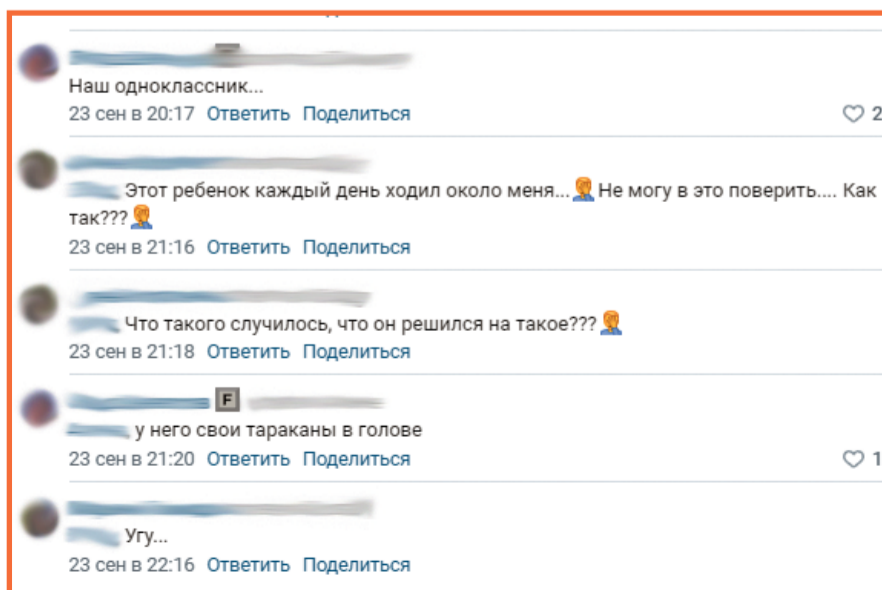 Наш одноклассник...
23 сен в 20:17 Ответить Поделиться 2
Этот ребенок каждый день ходил около меня...🤦 Не могу в это поверить.... Как
так???🤦
23 сен в 21:16 Ответить Поделиться
Что такого случилось, что он решился на такое???🤦
23 сен в 21:18 Ответить Поделиться
F
, у него свои тараканы в голове
23 сен в 21:20 Ответить Поделиться 1
Угу...
23 сен в 22:16 Ответить Поделиться